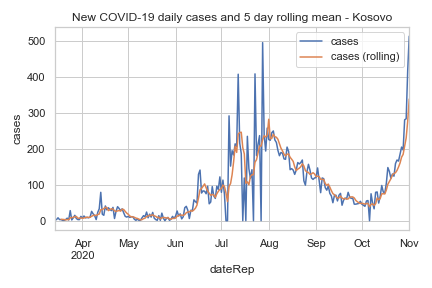 New COVID-19 daily cases and 5 day rolling mean - Kosovo
cases
cases (rolling)
500
400
300
200
100
0
cases
Apr
2020
May
Jun
Jul
Aug
Sep
Oct
Nov
dateRep